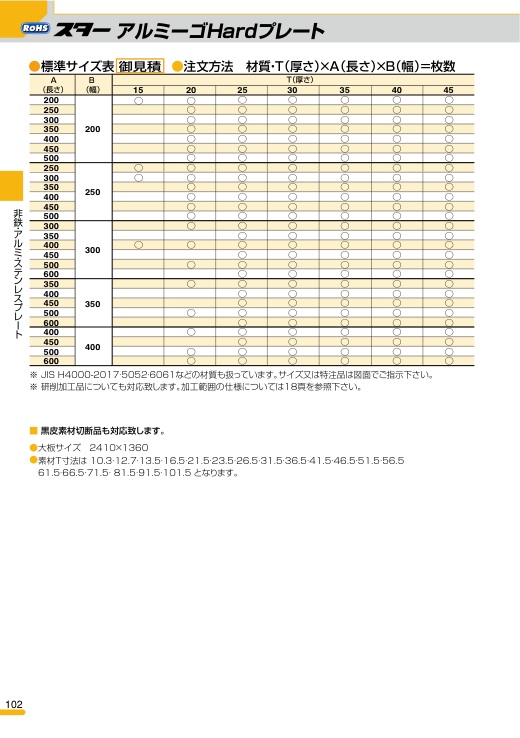 RoHS スター アルミーゴHardプレート
●標準サイズ表 御見積 ●注文方法 材質・T(厚さ)×A(長さ)×B(幅)＝枚数
A
(長さ) B
(幅) T(厚さ)
15 20 25 30 35 40 45
200 ○ ○ ○ ○ ○ ○ ○
250 ○ ○ ○ ○ ○ ○
300 ○ ○ ○ ○ ○ ○
350 200 ○ ○ ○ ○ ○ ○
400 ○ ○ ○ ○ ○ ○
450 ○ ○ ○ ○ ○ ○
500 ○ ○ ○ ○ ○ ○
250 ○ ○ ○ ○ ○ ○ ○
300 ○ ○ ○ ○ ○ ○ ○
350 ○ ○ ○ ○ ○ ○
400 250 ○ ○ ○ ○ ○ ○
450 ○ ○ ○ ○ ○ ○
500 ○ ○ ○ ○ ○ ○
300 ○ ○ ○ ○ ○ ○
350 ○ ○ ○ ○ ○
400 300 ○ ○ ○ ○ ○ ○ ○
450 ○ ○ ○ ○ ○
500 ○ ○ ○ ○ ○ ○
600 ○ ○ ○ ○ ○
350 ○ ○ ○ ○ ○ ○
400 ○ ○ ○ ○ ○
450 350 ○ ○ ○ ○ ○
500 ○ ○ ○ ○ ○ ○
600 ○ ○ ○ ○ ○
400 ○ ○ ○ ○ ○ ○
450 400 ○ ○ ○ ○ ○
500 ○ ○ ○ ○ ○ ○
600 ○ ○ ○ ○ ○ ○
※ JIS H4000-2017・5052・6061などの材質も扱っています。サイズ又は特注品は図面でご指示下さい。
※ 研削加工品についても対応致します。加工範囲の仕様については18頁を参照下さい。
■ 黒皮素材切断品も対応致します。
●大板サイズ 2410×1360
●素材T寸法は 10.3・12.7・13.5・16.5・21.5・23.5・26.5・31.5・36.5・41.5・46.5・51.5・56.5
61.5・66.5・71.5・ 81.5・91.5・101.5 となります。
非鉄・アルミ・ステンレスプレート
102